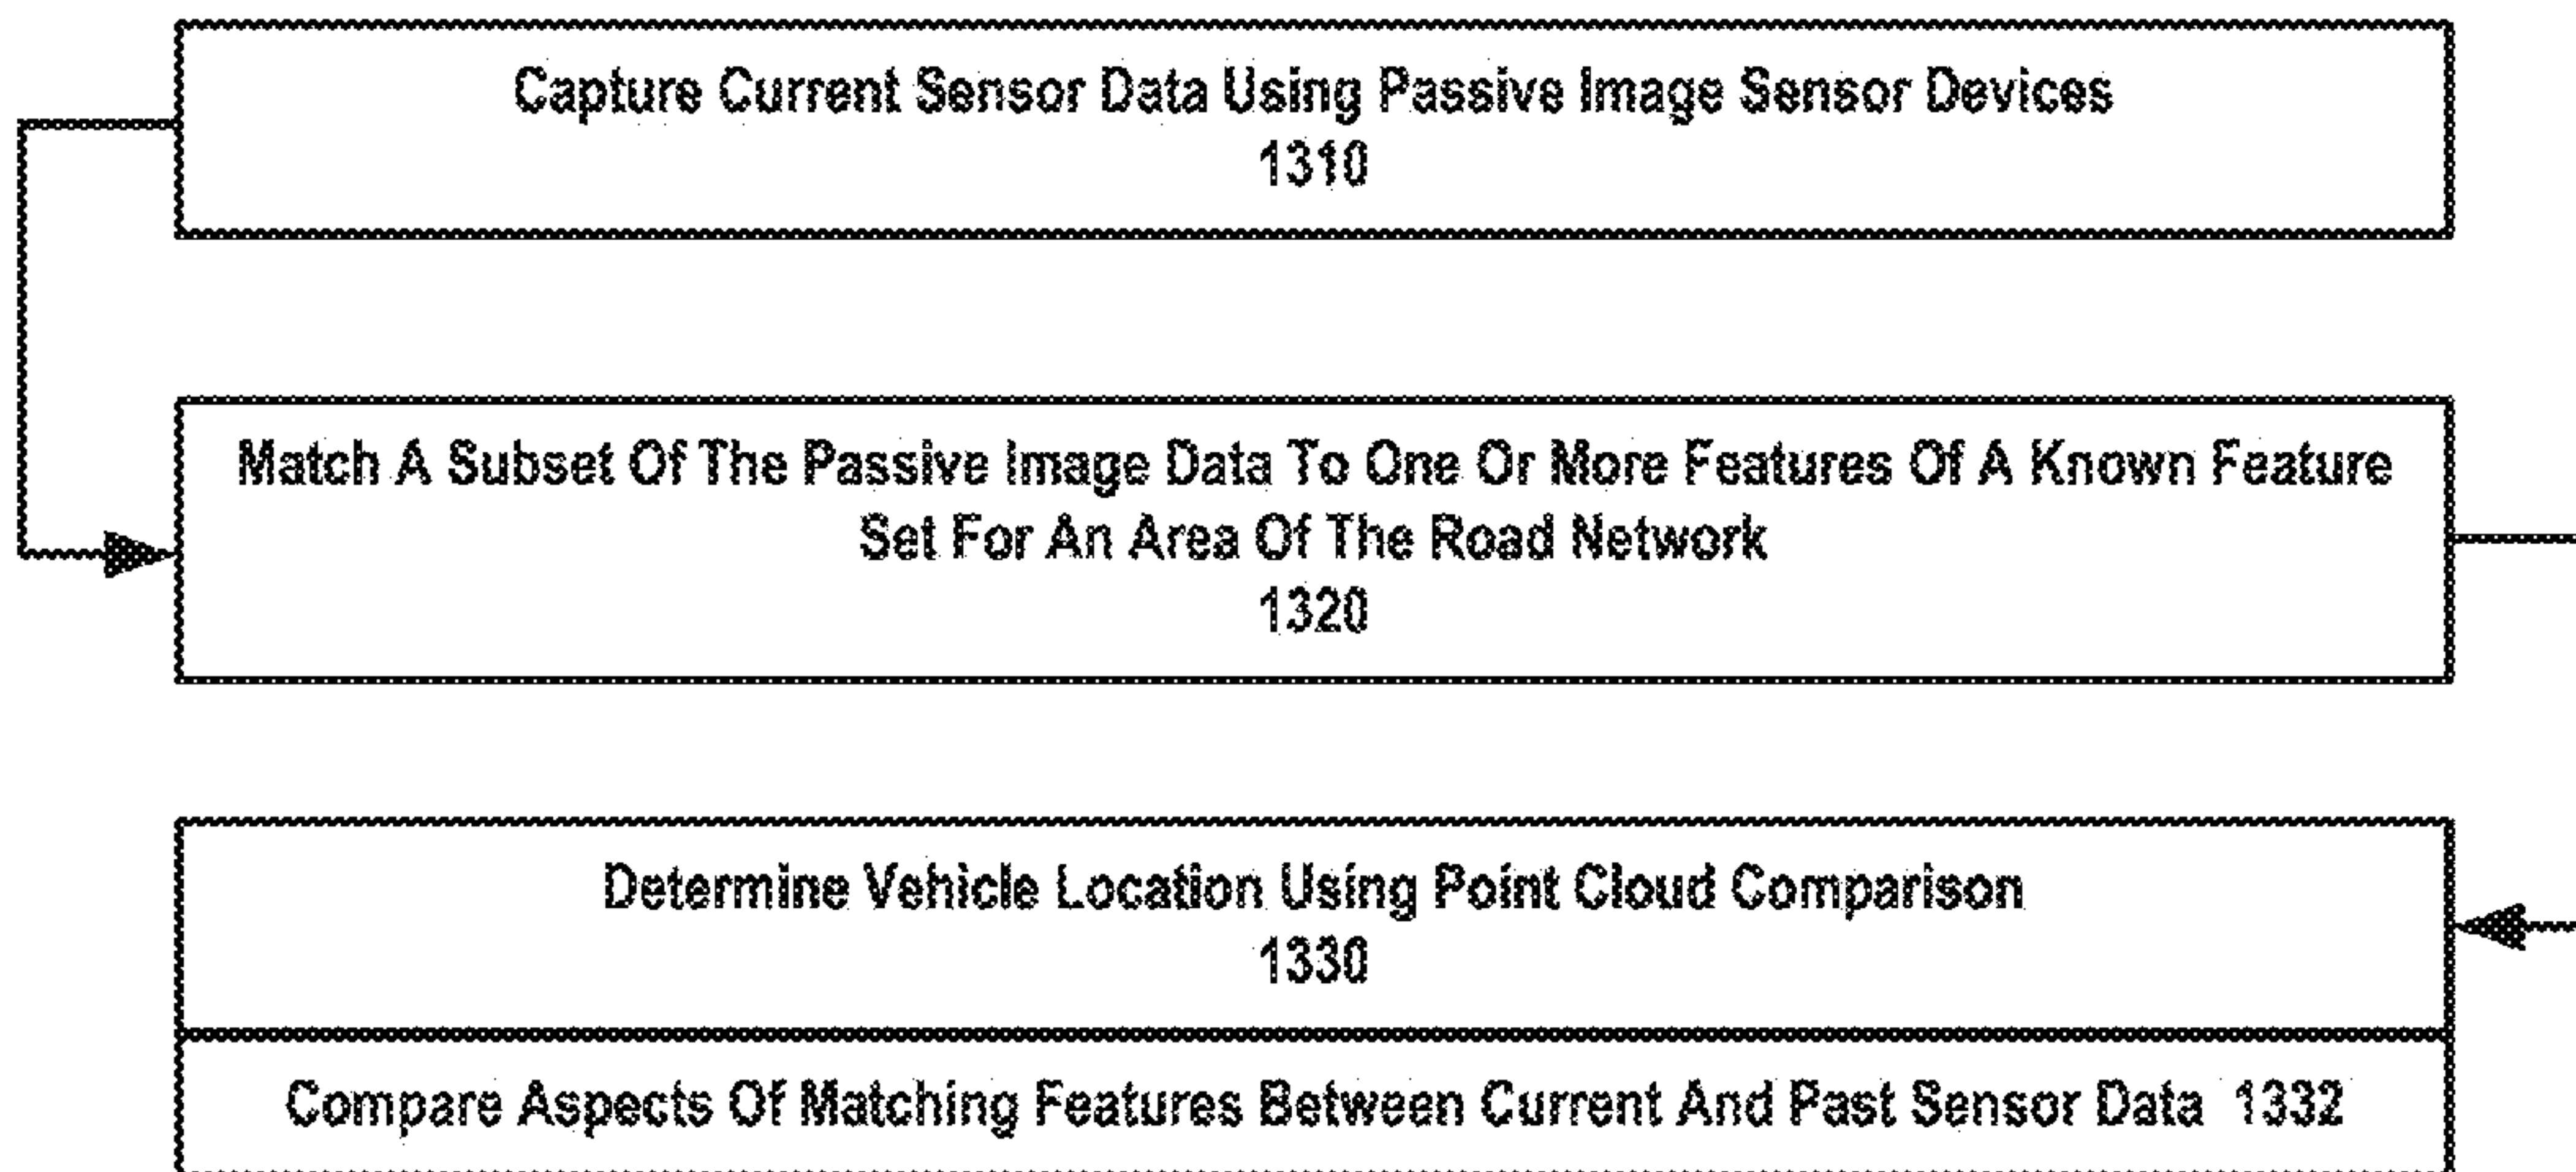 Capture Current Sensor Data Using Passive Image Sensor Devices
1310
Match A Subset Of The Passive Image Data To One Or More Features Of A Known Feature
Set For An Area Of The Road Network
1320
Determine Vehicle Location Using Point Cloud Comparison
1330
Compare Aspects Of Matching Features Between Current And Past Sensor Data 1332